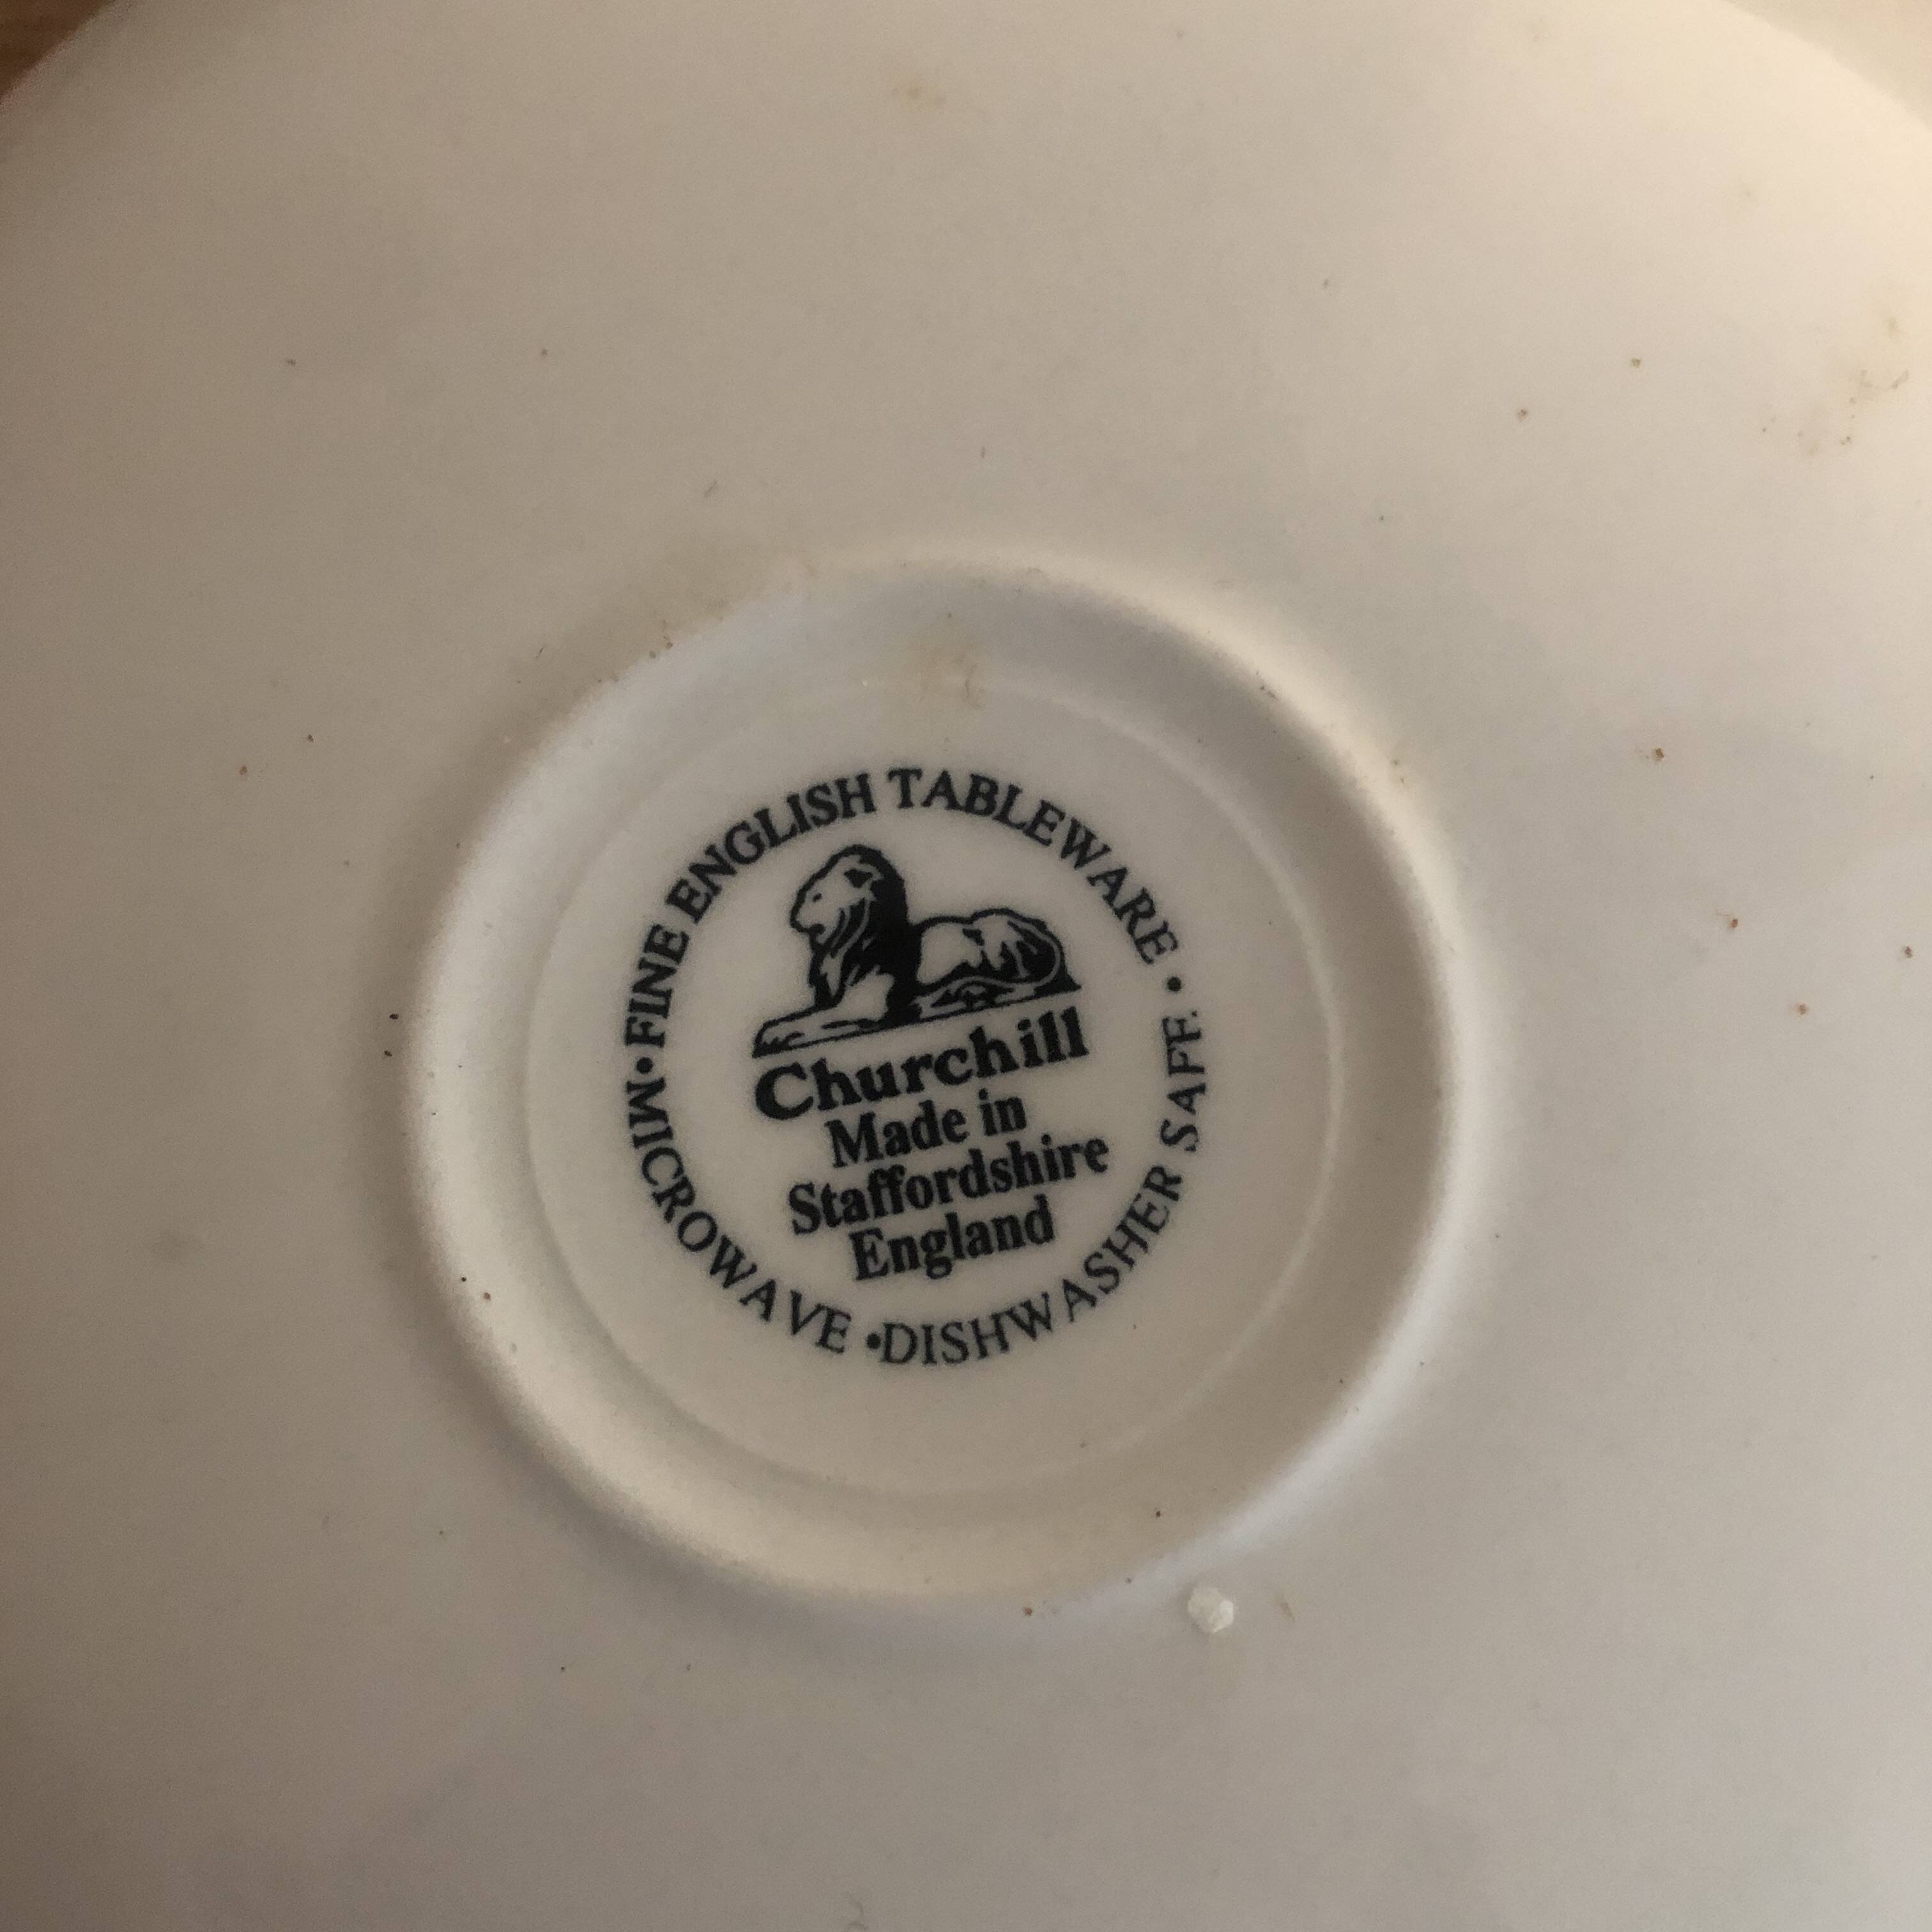 • FINE ENGLISH TABLEWARE •
Churchill
Made in
Staffordshire
England
MICROWAVE • DISHWASHER SAFE